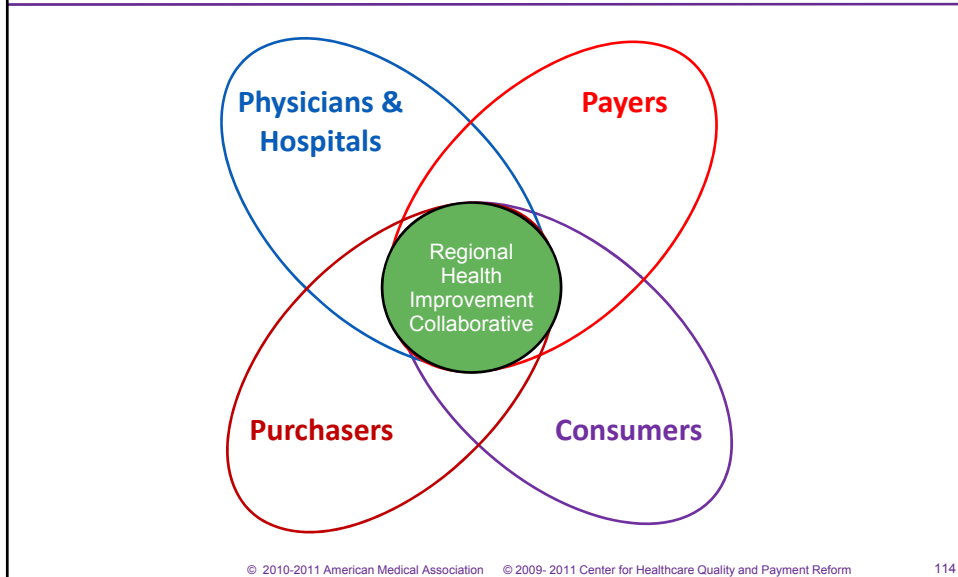 Physicians &
Hospitals
Payers
Regional
Health
Improvement
Collaborative
Purchasers
Consumers
© 2010-2011 American Medical Association © 2009- 2011 Center for Healthcare Quality and Payment Reform 114